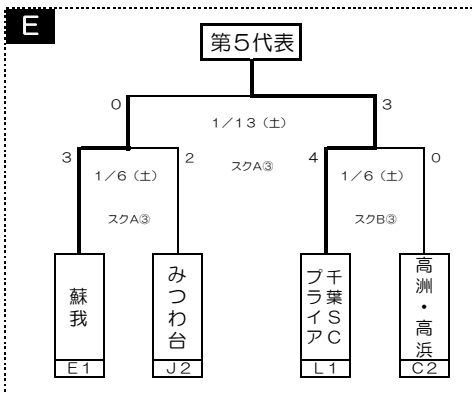 E
第5代表
0
3
1/13（土）
スクA③
3
2
4
0
1/6（土）
1/6（土）
スクA③
スクB③
蘇我
みつわ台
千葉SC
プライア
高洲・高浜
E1
J2
L1
C2